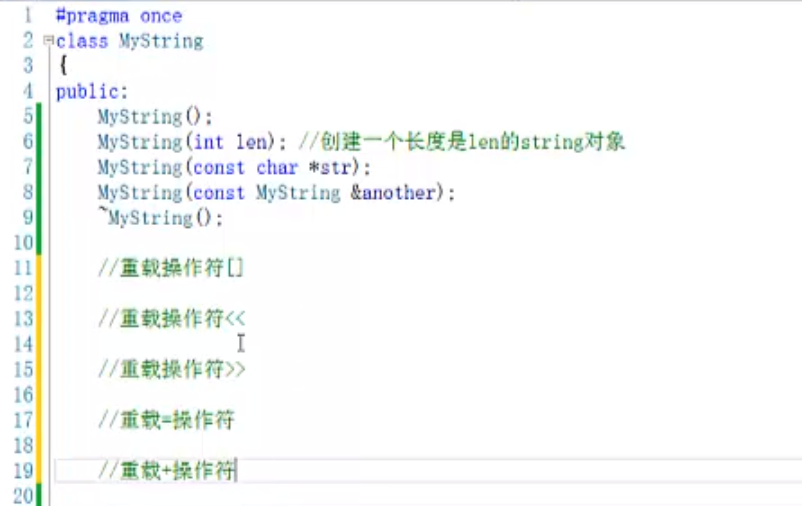 1 #pragma once
2 class MyString
3 {
4 public:
5 MyString();
6 MyString(int len); //创建一个长度是len的string对象
7 MyString(const char *str);
8 MyString(const MyString &another);
9 ~MyString();
10
11 //重载操作符[]
12
13 //重载操作符<<
14
15 //重载操作符>>
16
17 //重载=操作符
18
19 //重载+操作符
20